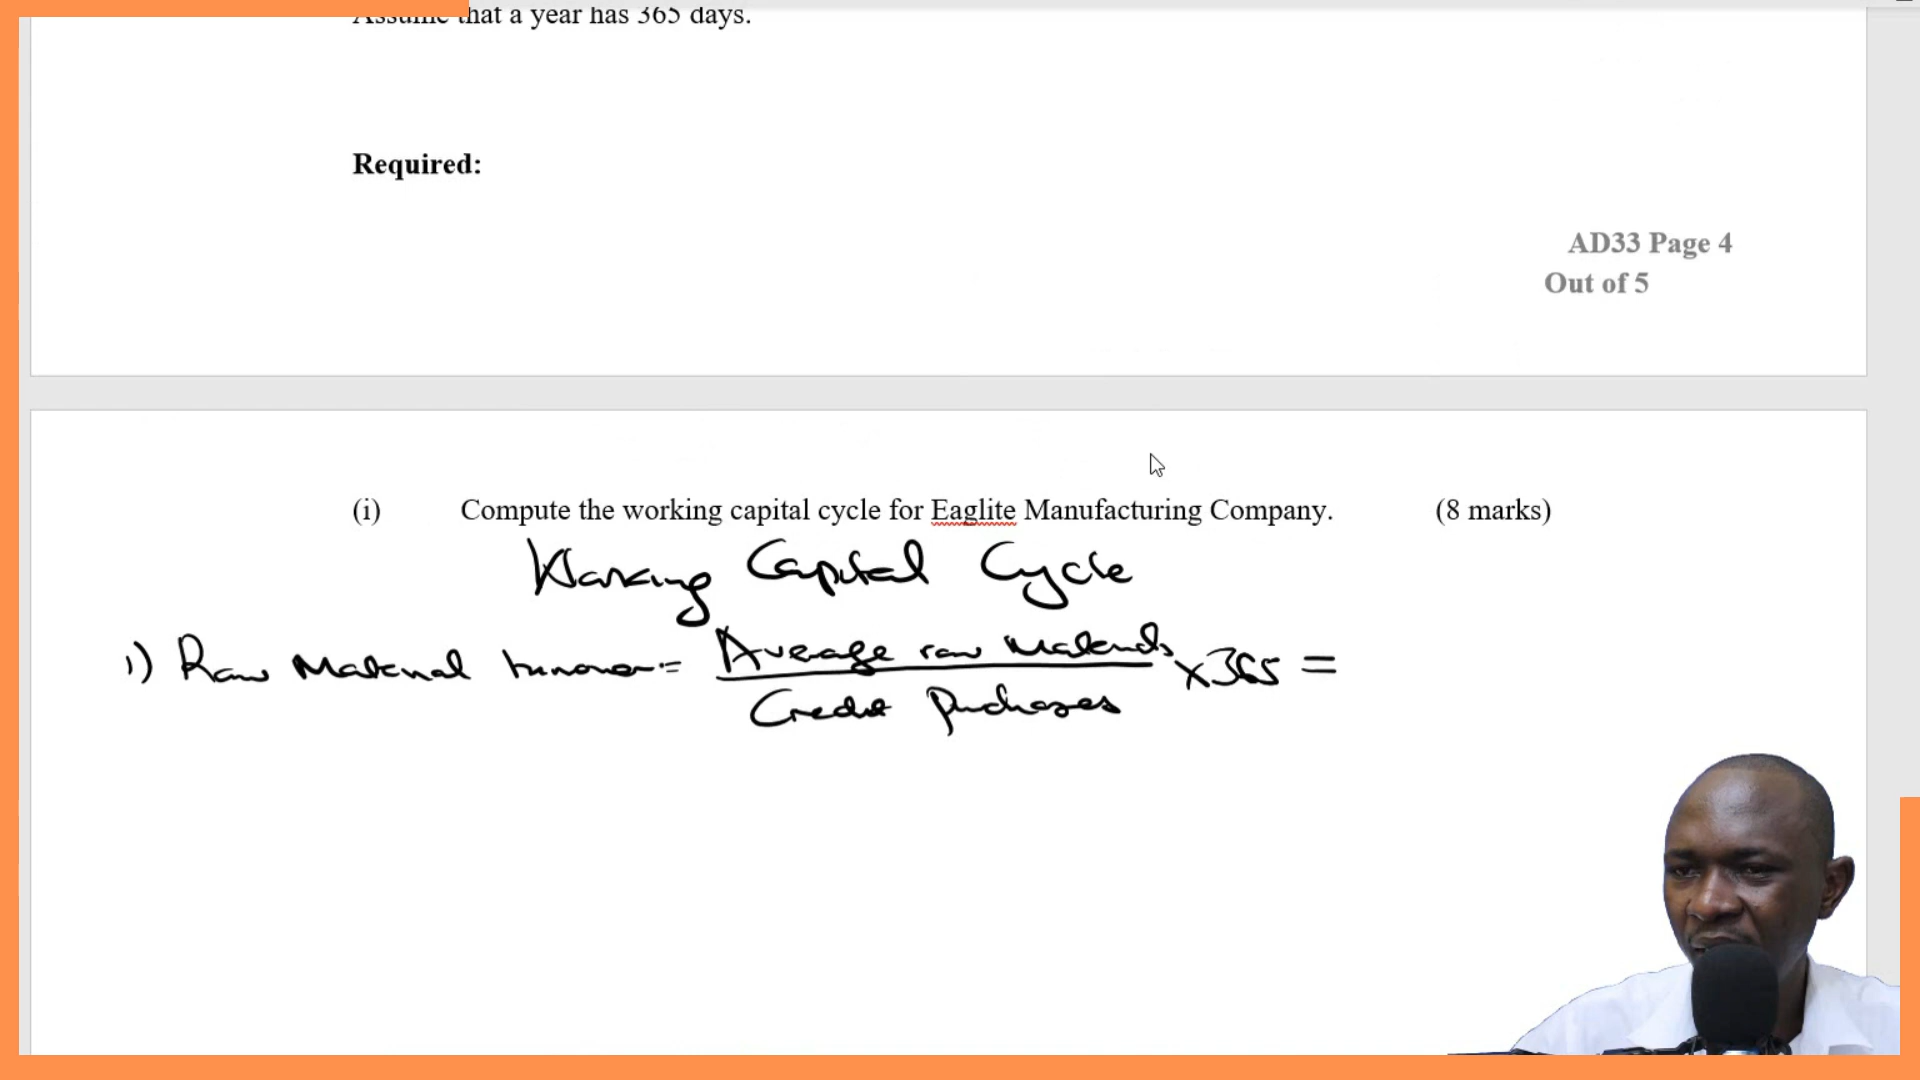 Assume that a year has 365 days.
Required:
AD33 Page 4
Out of 5
(i) Compute the working capital cycle for Eaglite Manufacturing Company. (8 marks)
Working Capital Cycle
1) Raw Material turnover = Average raw Materials x365 =
Credit Purchases